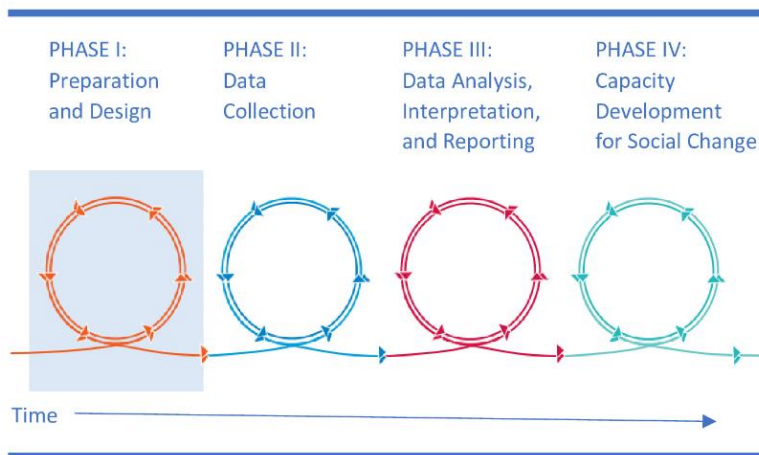 PHASE I:
Preparation
and Design
PHASE II:
Data
Collection
PHASE III:
Data Analysis,
Interpretation,
and Reporting
PHASE IV:
Capacity
Development
for Social Change
Time